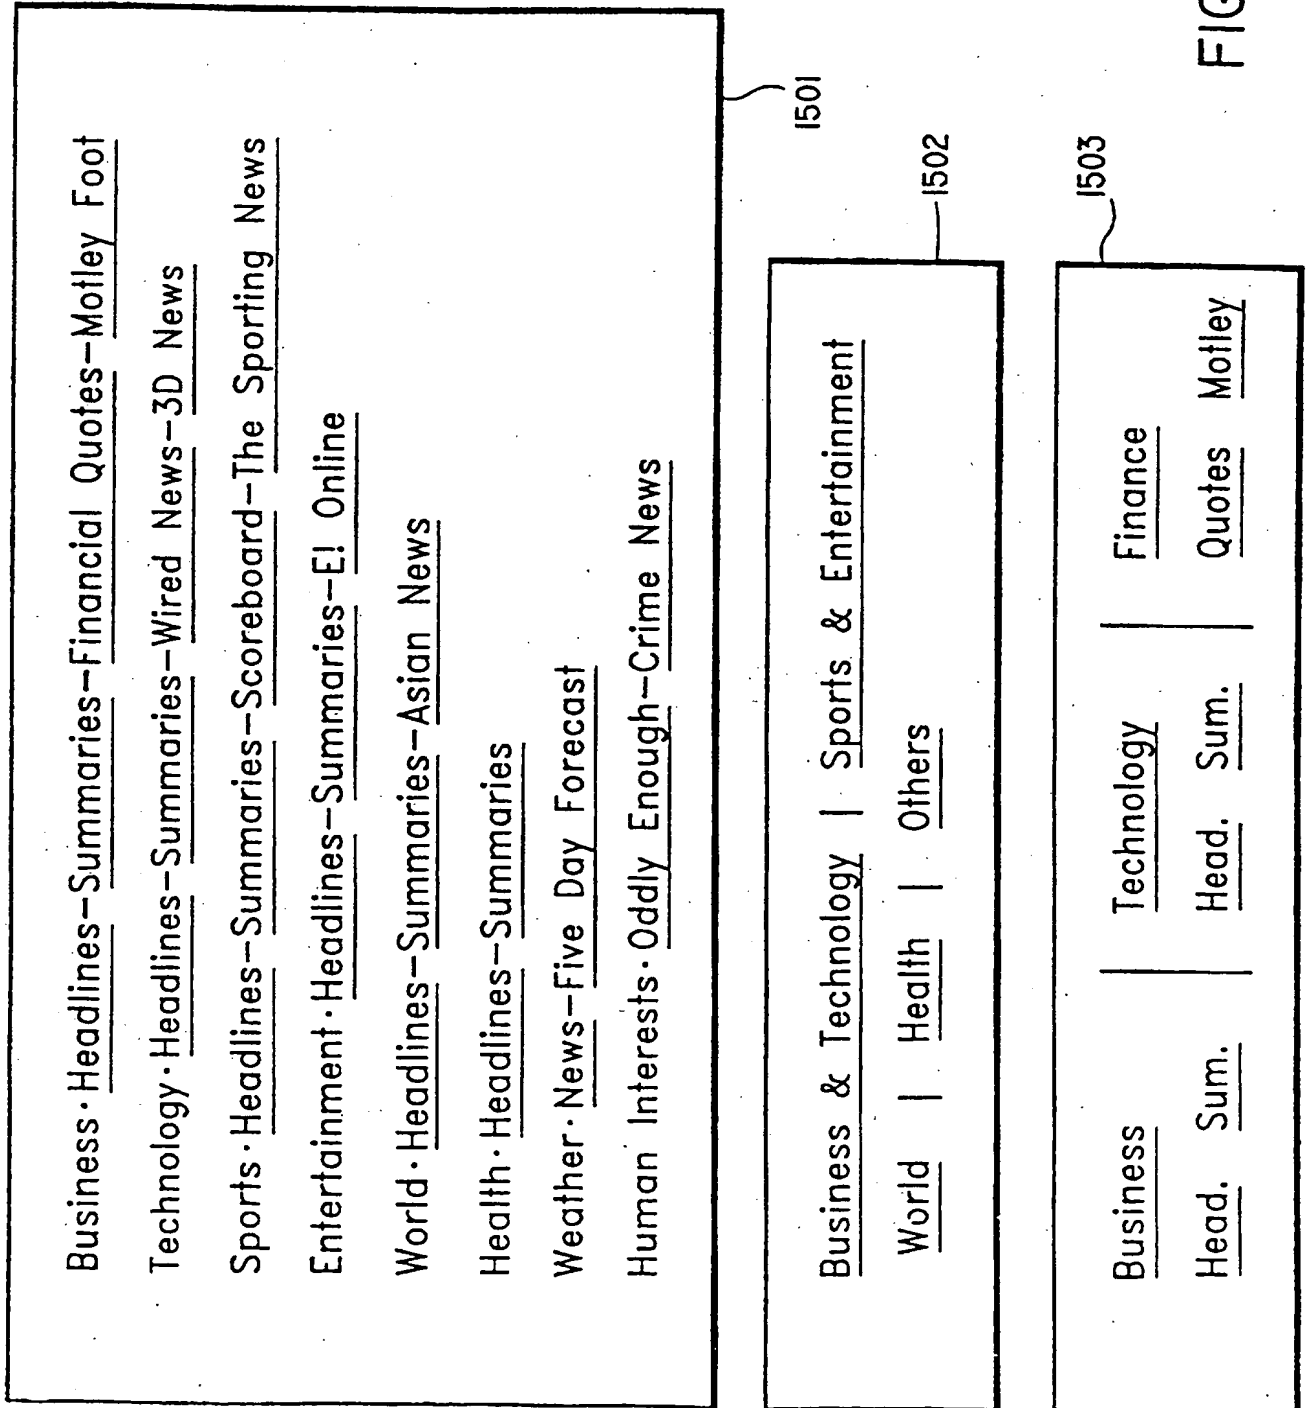 Business·Headlines–Summaries–Financial Quotes–Motley Foot
Technology·Headlines–Summaries–Wired News–3D News
Sports·Headlines–Summaries–Scoreboard–The Sporting News
Entertainment·Headlines–Summaries–E! Online
World·Headlines–Summaries–Asian News
Health·Headlines–Summaries
Weather·News–Five Day Forecast
Human Interests·Oddly Enough–Crime News
1501
Business & Technology | Sports & Entertainment
World | Health | Others
1502
Business | Technology | Finance
Head. Sum. | Head. Sum. | Quotes Motley
1503
FIG